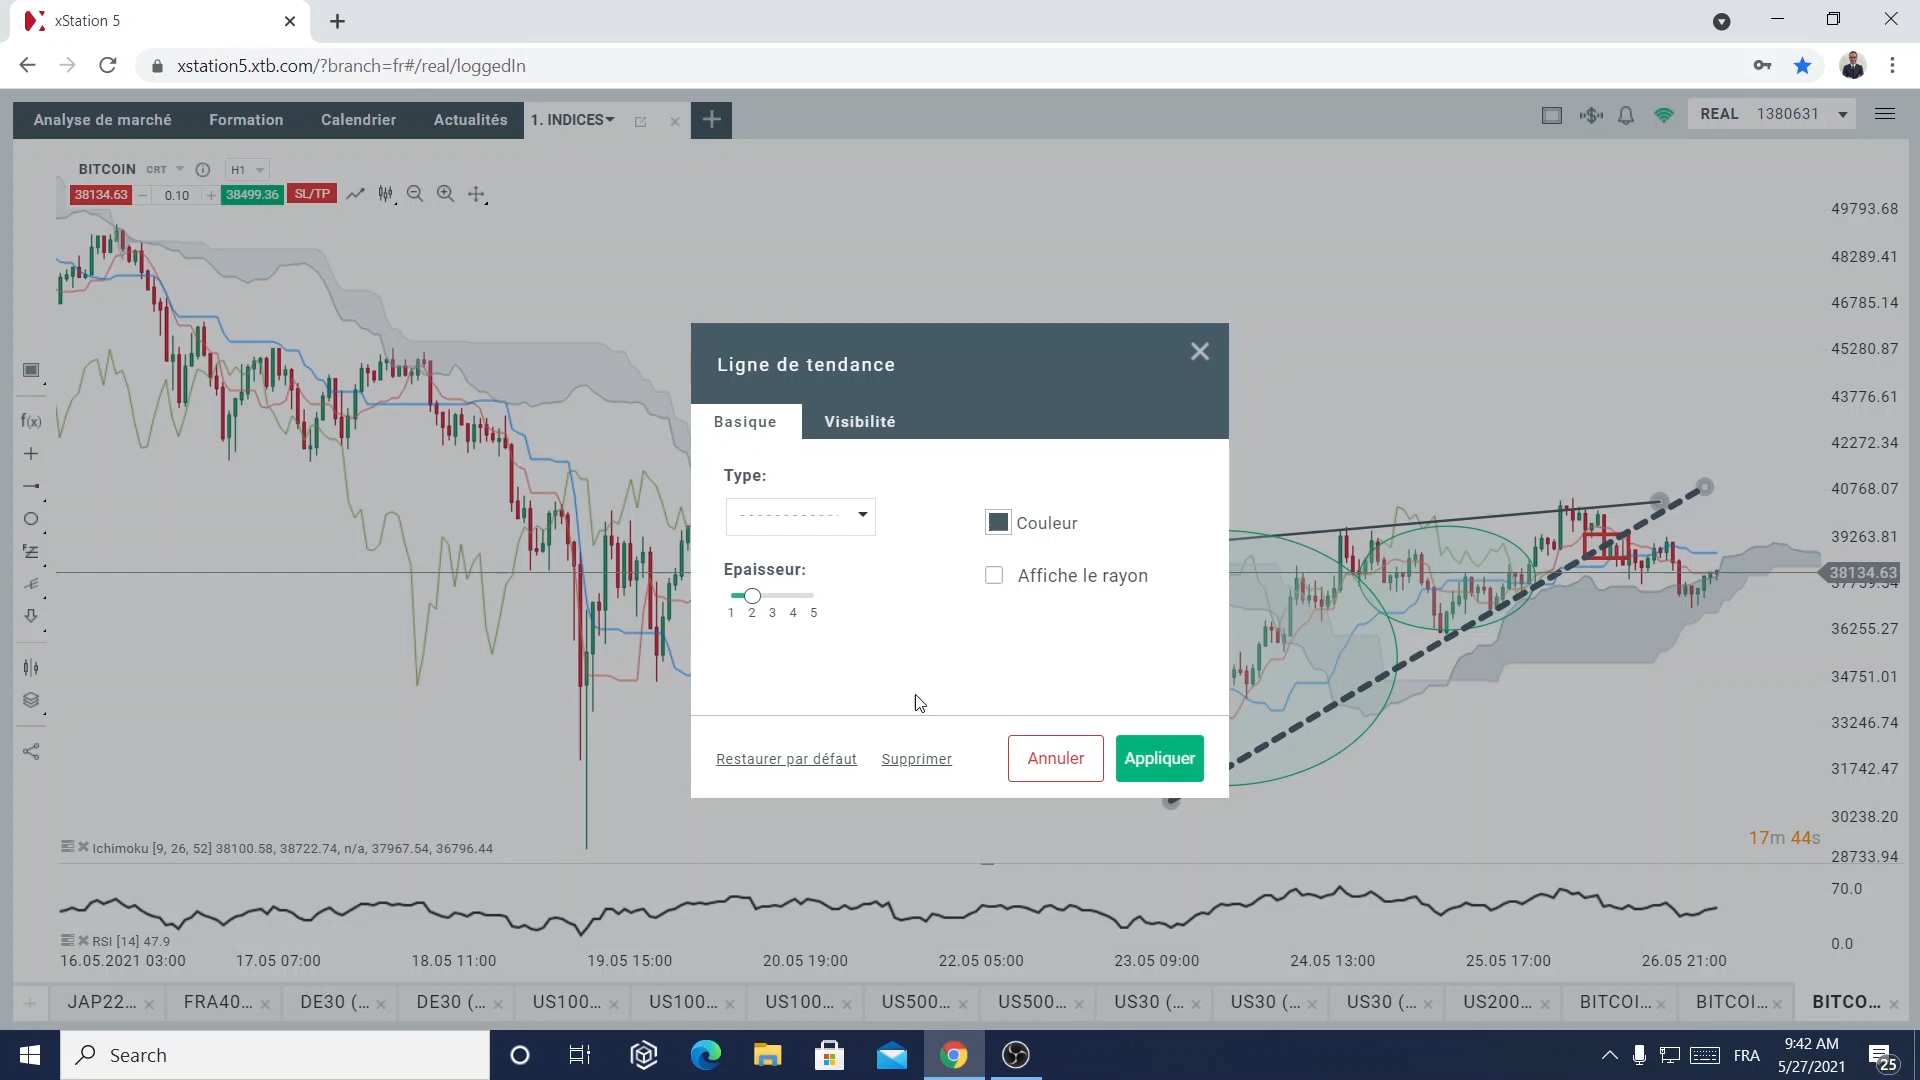 xStation 5
xstation5.xtb.com/?branch=fr#/real/loggedIn
Analyse de marché Formation Calendrier Actualités 1. INDICES
REAL 1380631
BITCOIN CRT H1
38134.63 0.10 38499.36 SL/TP
49793.68
48289.41
46785.14
45280.87
43776.61
42272.34
40768.07
39263.81
38134.63
36255.27
34751.01
33246.74
31742.47
30238.20
28733.94
f(x)
Ligne de tendance
Basique Visibilité
Type:
Couleur
Epaisseur:
Affiche le rayon
1 2 3 4 5
Restaurer par défaut Supprimer Annuler Appliquer
17m 44s
Ichimoku [9, 26, 52] 38100.58, 38722.74, n/a, 37967.54, 36796.44
70.0
RSI [14] 47.9
0.0
16.05.2021 03:00 17.05 07:00 18.05 11:00 19.05 15:00 20.05 19:00 22.05 05:00 23.05 09:00 24.05 13:00 25.05 17:00 26.05 21:00
JAP22... FRA40... DE30 (... DE30 (... US100... US100... US100... US500... US500... US30 (... US30 (... US30 (... US200... BITCOI... BITCOI... BITCO...
Search
FRA
9:42 AM
5/27/2021
25